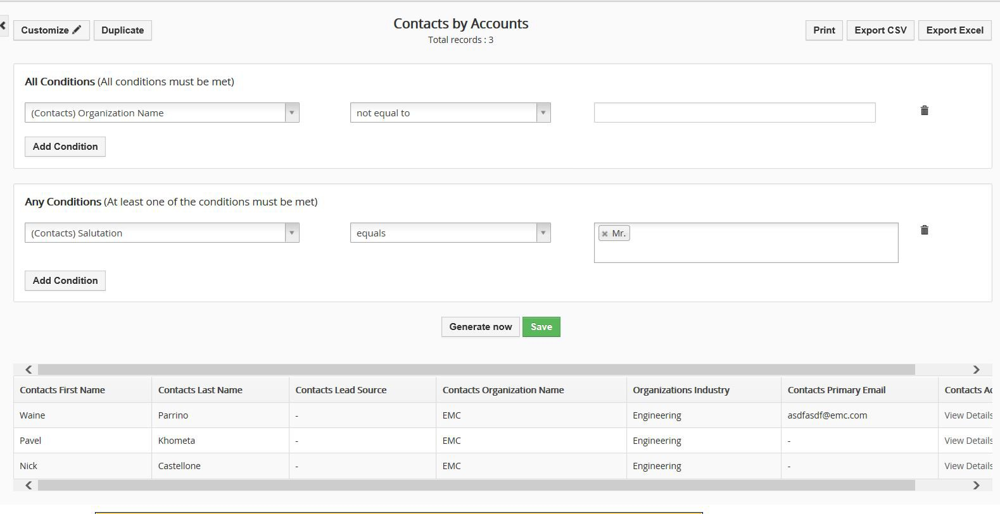 Contacts by Accounts
Customize Duplicate Print Export CSV Export Excel
Total records : 3
All Conditions (All conditions must be met)
(Contacts) Organization Name not equal to
Add Condition
Any Conditions (At least one of the conditions must be met)
(Contacts) Salutation equals × Mr.
Add Condition
Generate now Save
Contacts First Name Contacts Last Name Contacts Lead Source Contacts Organization Name Organizations Industry Contacts Primary Email Contacts Ac
Waine Parrino - EMC Engineering asdfasdf@emc.com View Details
Pavel Khometa - EMC Engineering - View Details
Nick Castellone - EMC Engineering - View Details